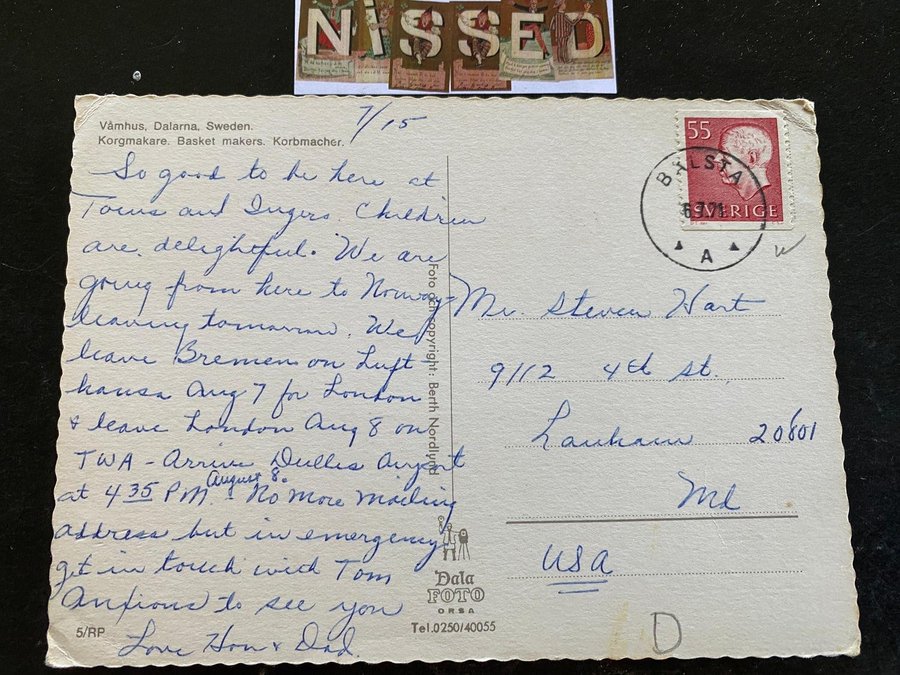 NiSSED
Våmhus, Dalarna, Sweden.
Korgmakare. Basket makers. Korbmacher.
7/15
So good to be here at
Toms and Ingers. Children
are delightful. We are
going from here to Norway-
leaving tomorrow. We
leave Bremen on Luft-
hansa Aug 7 for London
& leave London Aug 8 on
TWA - Arrive Dulles Airport
at 4 35 PM. August 8. - No more mailing
address but in emergency
get in touch with Tom
Anxious to see you
Love Hon & Dad.
5/RP
Foto och copyright: Berth Nordlund
Dala
FOTO
ORSA
Tel.0250/40055
55
SVERIGE
BÅLSTA
7.71
A
Mr. Steven Hart
9112 4th St.,
Lanham 20801
Md
USA
D